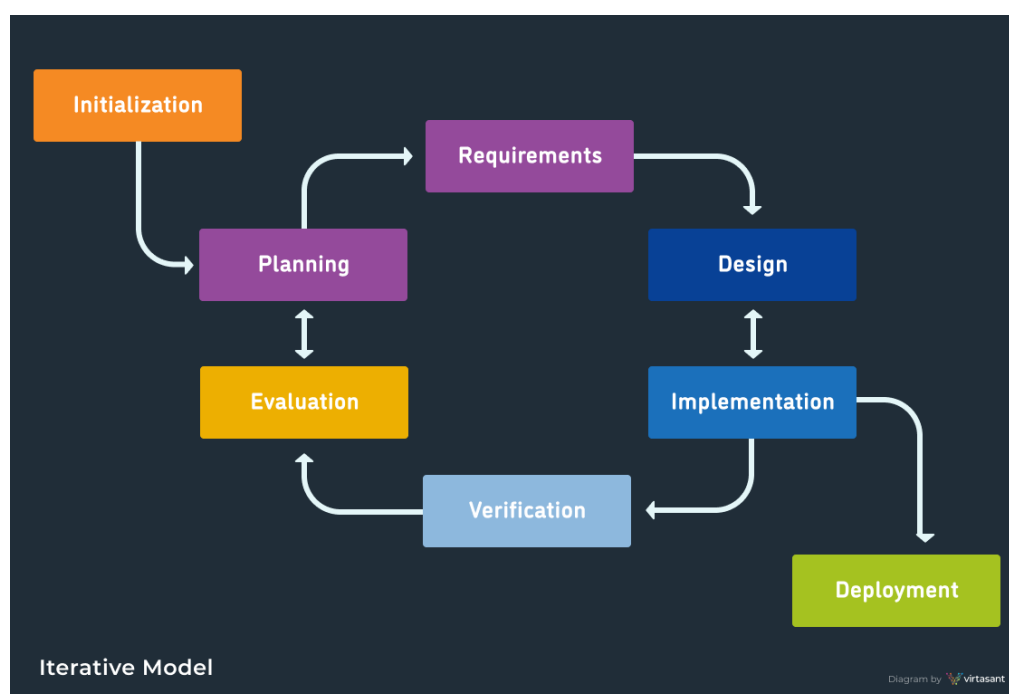 Initialization
Requirements
Planning
Design
Evaluation
Implementation
Verification
Deployment
Iterative Model
Diagram by virtasant